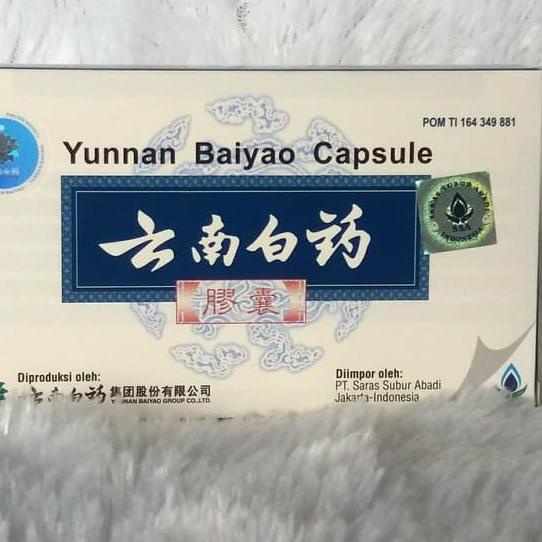 POM TI 164 349 881
Yunnan Baiyao Capsule
云南白药
膠囊
SSA
INDONESIA
Diproduksi oleh:
云南白药集团股份有限公司
YUNNAN BAIYAO GROUP CO.,LTD.
Diimpor oleh:
PT. Saras Subur Abadi
Jakarta-Indonesia